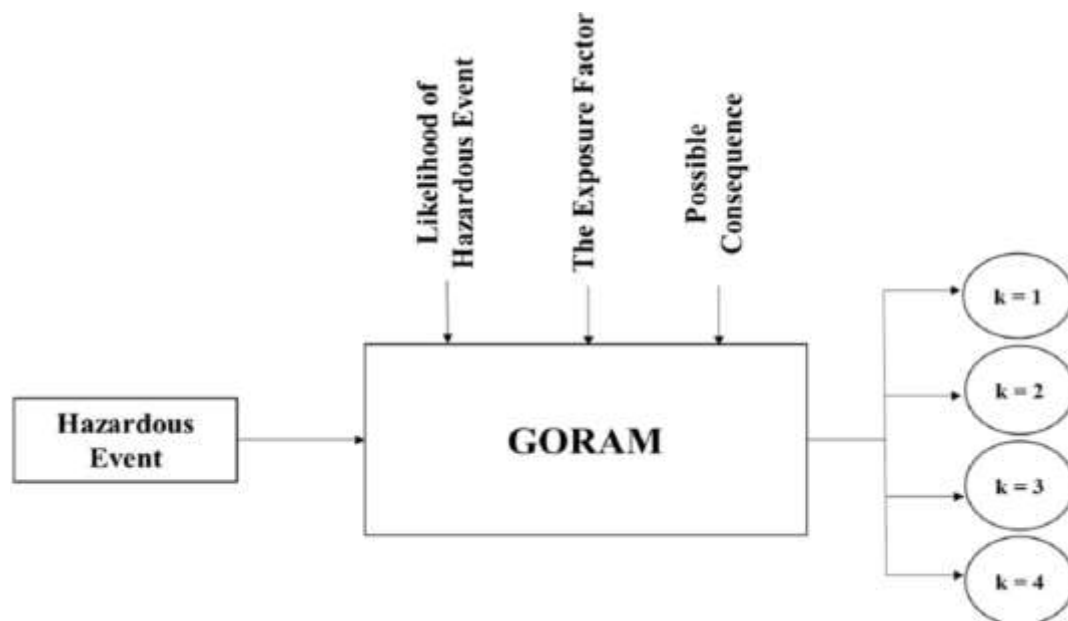 Likelihood of
Hazardous Event
The Exposure Factor
Possible
Consequence
Hazardous
Event
GORAM
k = 1
k = 2
k = 3
k = 4